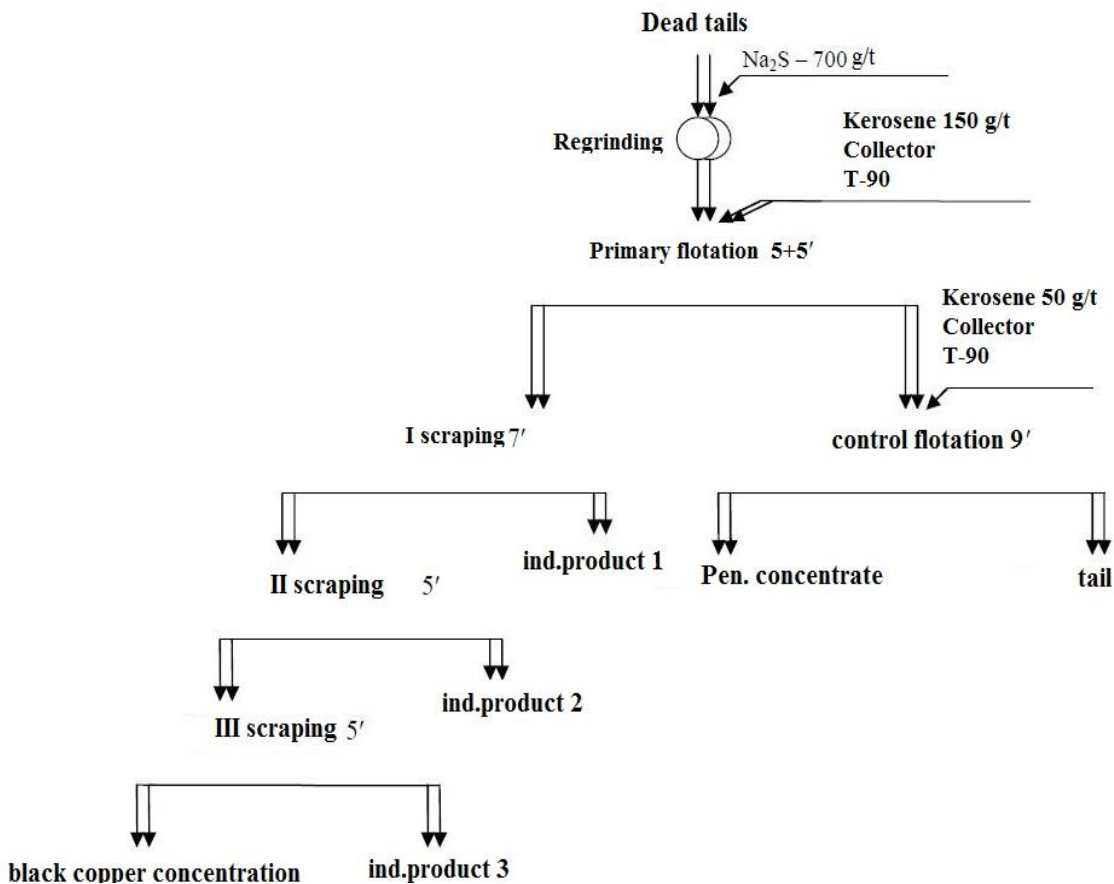 Dead tails
Na₂S – 700 g/t
Regrinding
Kerosene 150 g/t
Collector
T-90
Primary flotation 5+5′
Kerosene 50 g/t
Collector
T-90
I scraping 7′
control flotation 9′
II scraping 5′
ind.product 1
Pen. concentrate
tail
III scraping 5′
ind.product 2
black copper concentration
ind.product 3